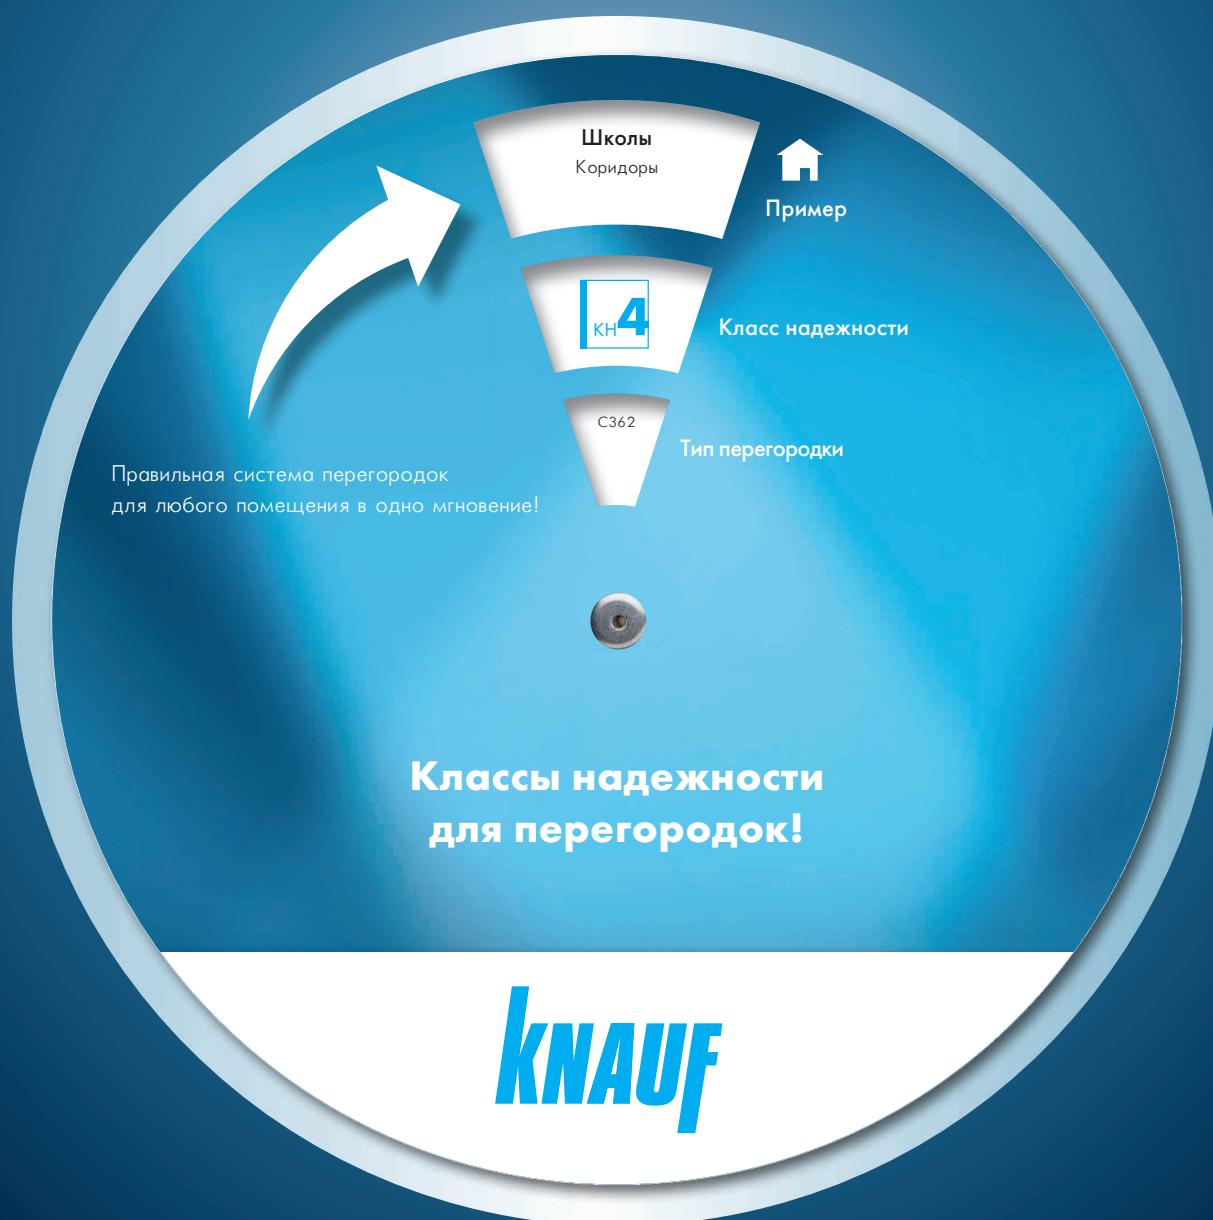 Школы
Коридоры
Пример
КН4
Класс надежности
С362
Тип перегородки
Правильная система перегородок
для любого помещения в одно мгновение!
Классы надежности
для перегородок!
KNAUF